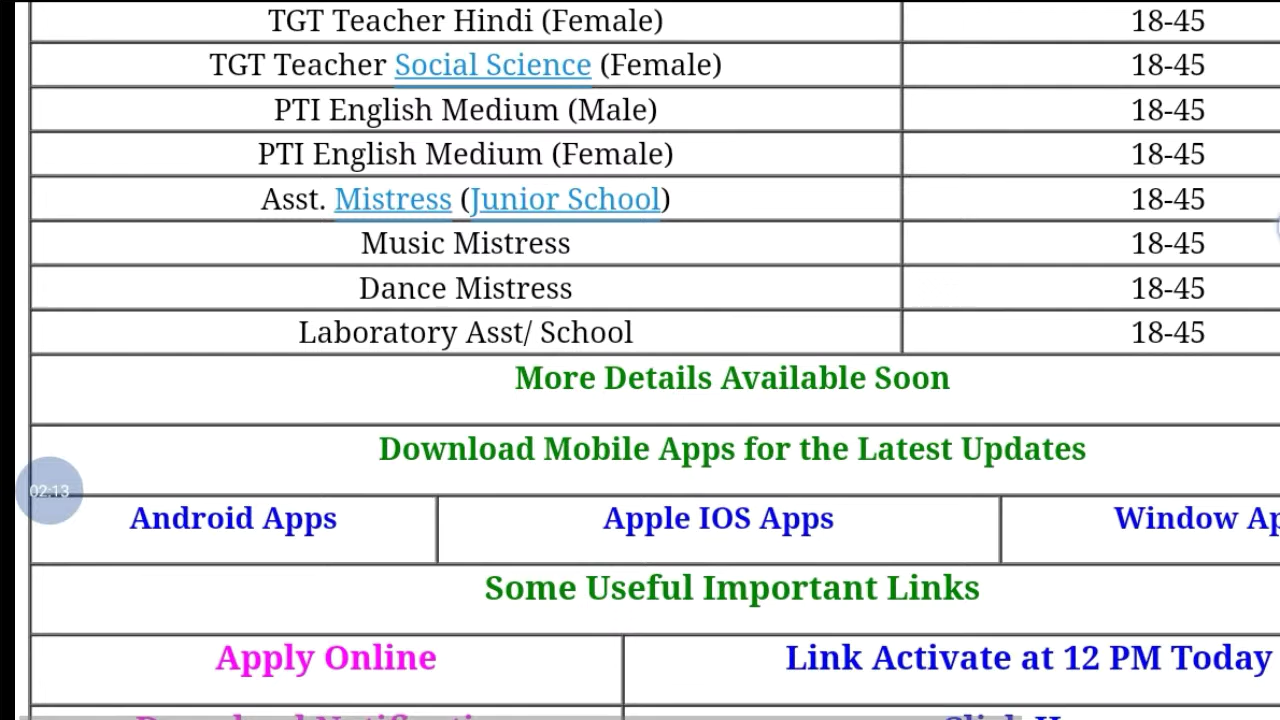 TGT Teacher Hindi (Female) 18-45
TGT Teacher Social Science (Female) 18-45
PTI English Medium (Male) 18-45
PTI English Medium (Female) 18-45
Asst. Mistress (Junior School) 18-45
Music Mistress 18-45
Dance Mistress 18-45
Laboratory Asst/ School 18-45
More Details Available Soon
Download Mobile Apps for the Latest Updates
02:13
Android Apps Apple IOS Apps Window
Some Useful Important Links
Apply Online Link Activate at 12 PM Today